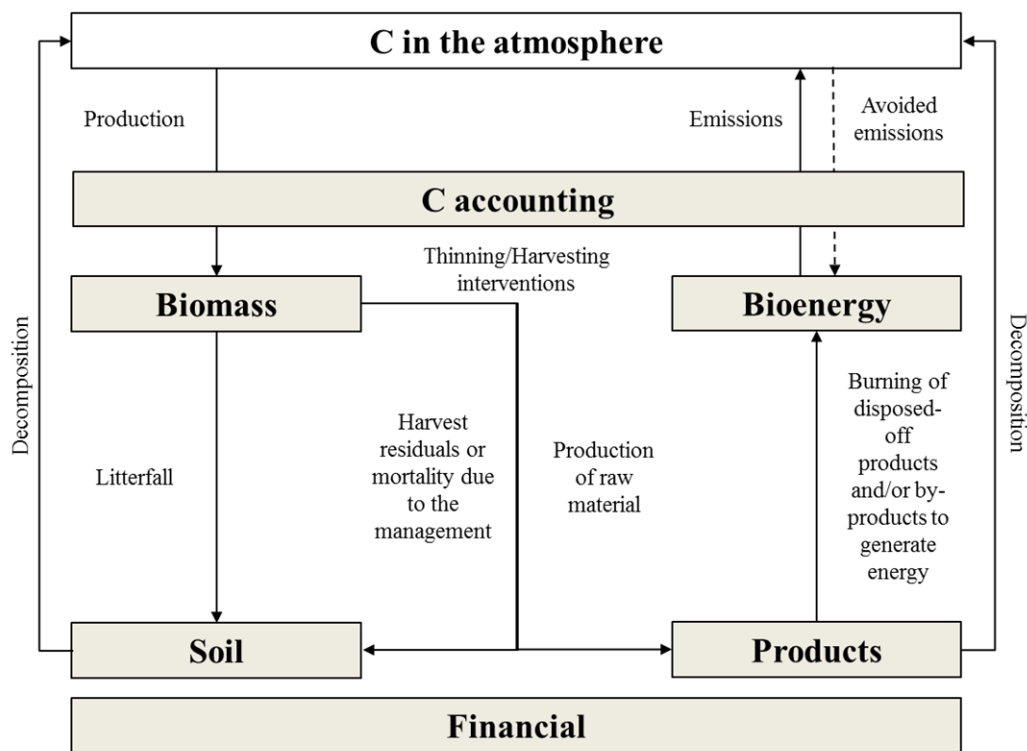 C in the atmosphere
Production
Emissions
Avoided
emissions
C accounting
Thinning/Harvesting
interventions
Biomass
Bioenergy
Decomposition
Decomposition
Litterfall
Harvest
residuals or
mortality due
to the
management
Production
of raw
material
Burning of
disposed-
off
products
and/or by-
products to
generate
energy
Soil
Products
Financial